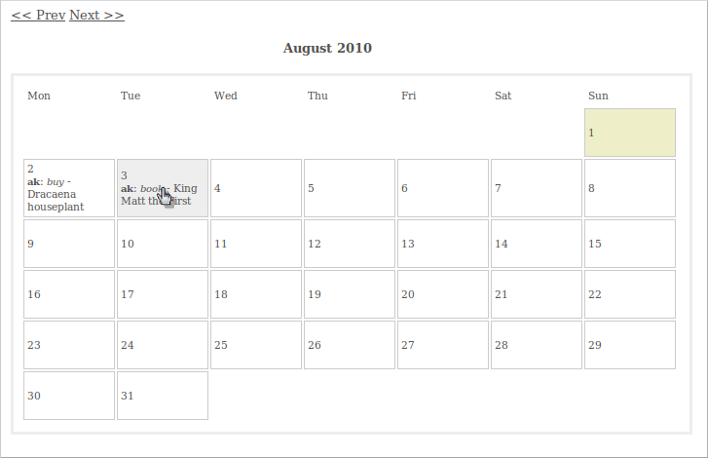 << Prev Next >>
August 2010
Mon Tue Wed Thu Fri Sat Sun
1
2
ak: buy -
Dracaena
houseplant
3
ak: book - King
Matt the First
4 5 6 7 8
9 10 11 12 13 14 15
16 17 18 19 20 21 22
23 24 25 26 27 28 29
30 31